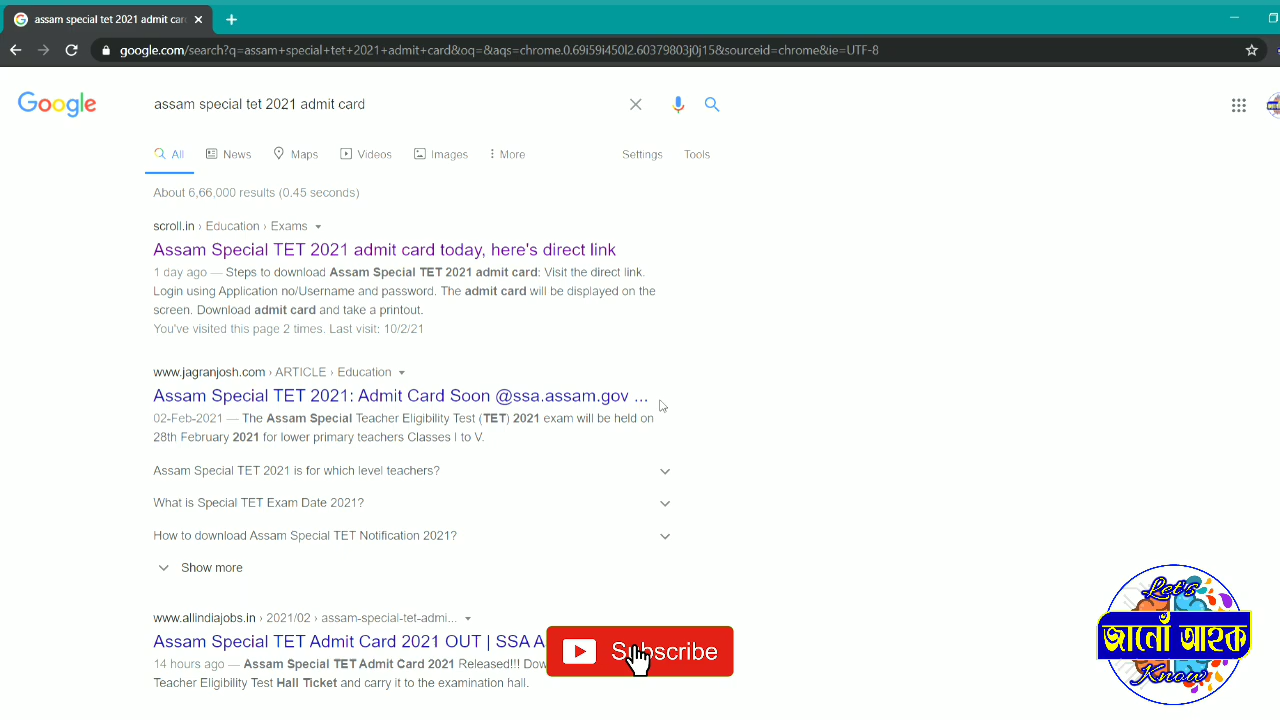 assam special tet 2021 admit car
google.com/search?q=assam+special+tet+2021+admit+card&oq=&aqs=chrome.0.69i59i450l2.60379803j0j15&sourceid=chrome&ie=UTF-8
Google
assam special tet 2021 admit card
All News Maps Videos Images More Settings Tools
About 6,66,000 results (0.45 seconds)
scroll.in › Education › Exams
Assam Special TET 2021 admit card today, here's direct link
1 day ago — Steps to download Assam Special TET 2021 admit card: Visit the direct link.
Login using Application no/Username and password. The admit card will be displayed on the
screen. Download admit card and take a printout.
You've visited this page 2 times. Last visit: 10/2/21
www.jagranjosh.com › ARTICLE › Education
Assam Special TET 2021: Admit Card Soon @ssa.assam.gov ...
02-Feb-2021 — The Assam Special Teacher Eligibility Test (TET) 2021 exam will be held on
28th February 2021 for lower primary teachers Classes I to V.
Assam Special TET 2021 is for which level teachers?
What is Special TET Exam Date 2021?
How to download Assam Special TET Notification 2021?
Show more
www.allindiajobs.in › 2021/02 › assam-special-tet-admi...
Assam Special TET Admit Card 2021 OUT | SSA A
14 hours ago — Assam Special TET Admit Card 2021 Released!!! Dow
Teacher Eligibility Test Hall Ticket and carry it to the examination hall.
Subscribe
Let's
জানোঁ আহক
Know